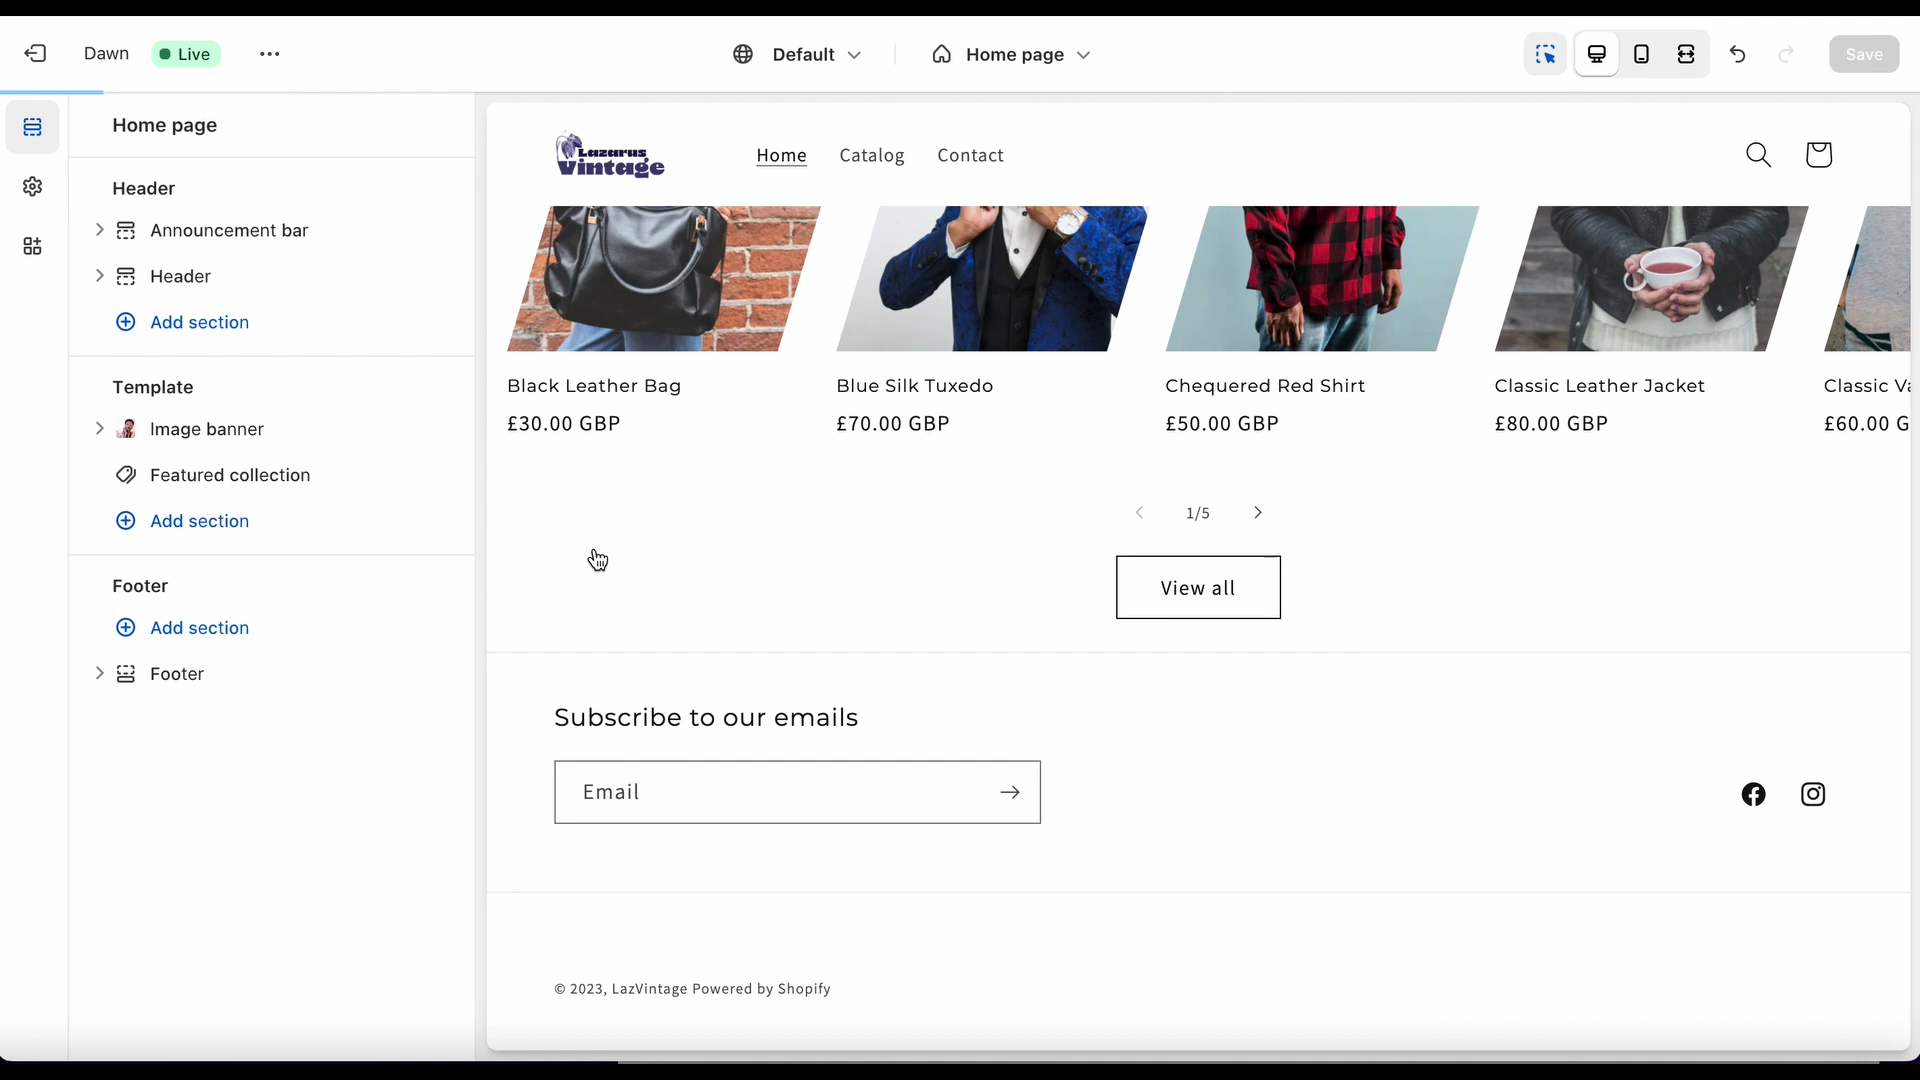 Dawn Live Default Home page Save
Home page
Header
Announcement bar
Header
Add section
Template
Image banner
Featured collection
Add section
Footer
Add section
Footer
Lazarus
Vintage
Home Catalog Contact
Black Leather Bag Blue Silk Tuxedo Chequered Red Shirt Classic Leather Jacket Classic
£30.00 GBP £70.00 GBP £50.00 GBP £80.00 GBP £60.00 G
1/5
View all
Subscribe to our emails
Email
© 2023, LazVintage Powered by Shopify